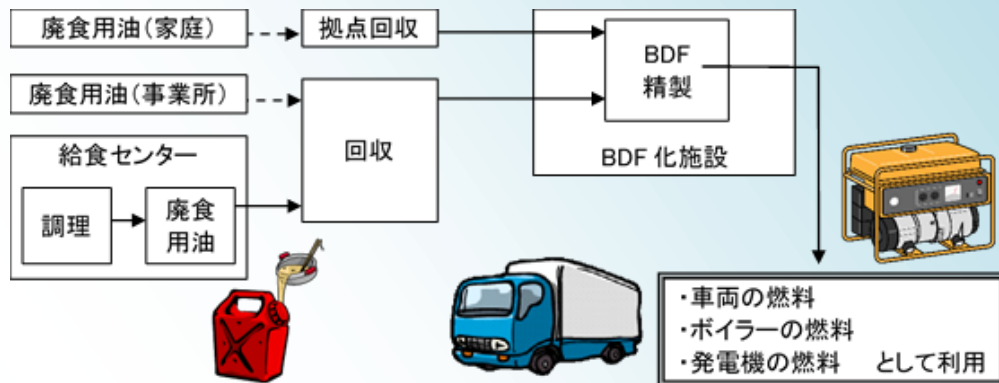 廃食用油(家庭)
拠点回収
廃食用油(事業所)
回収
給食センター
調理
廃食
用油
BDF
精製
BDF 化施設
・車両の燃料
・ボイラーの燃料
・発電機の燃料 として利用